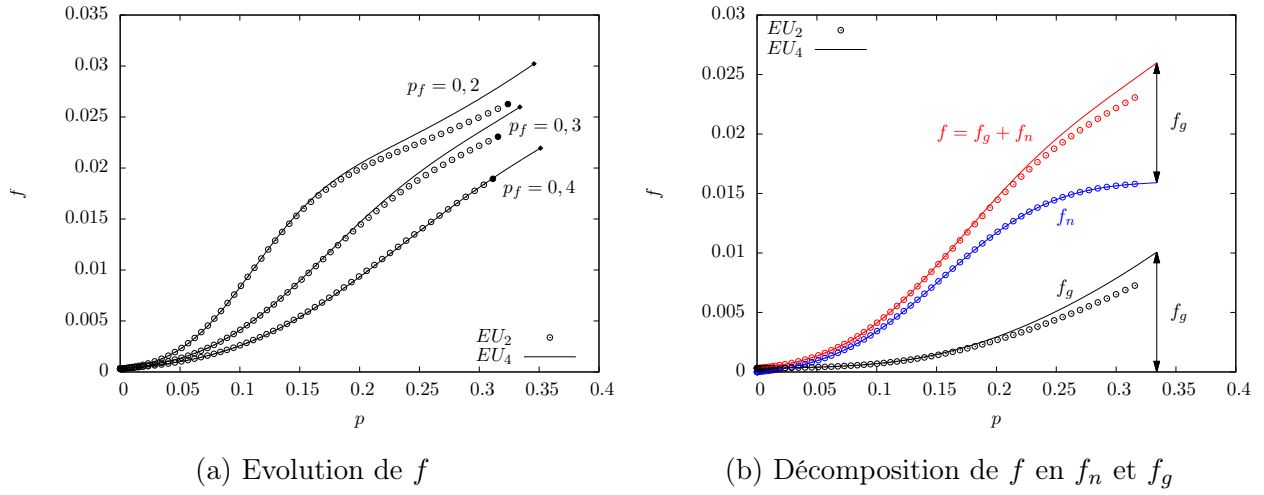 0.035
0.03
0.025
0.02
0.015
0.01
0.005
0
f
0 0.05 0.1 0.15 0.2 0.25 0.3 0.35 0.4
p
p_f = 0, 2
p_f = 0, 3
p_f = 0, 4
EU_2
EU_4
(a) Evolution de f
0.03
0.025
0.02
0.015
0.01
0.005
0
f
0 0.05 0.1 0.15 0.2 0.25 0.3 0.35 0.4
p
EU_2
EU_4
f = f_g + f_n
f_g
f_n
f_g
f_g
(b) Décomposition de f en f_n et f_g